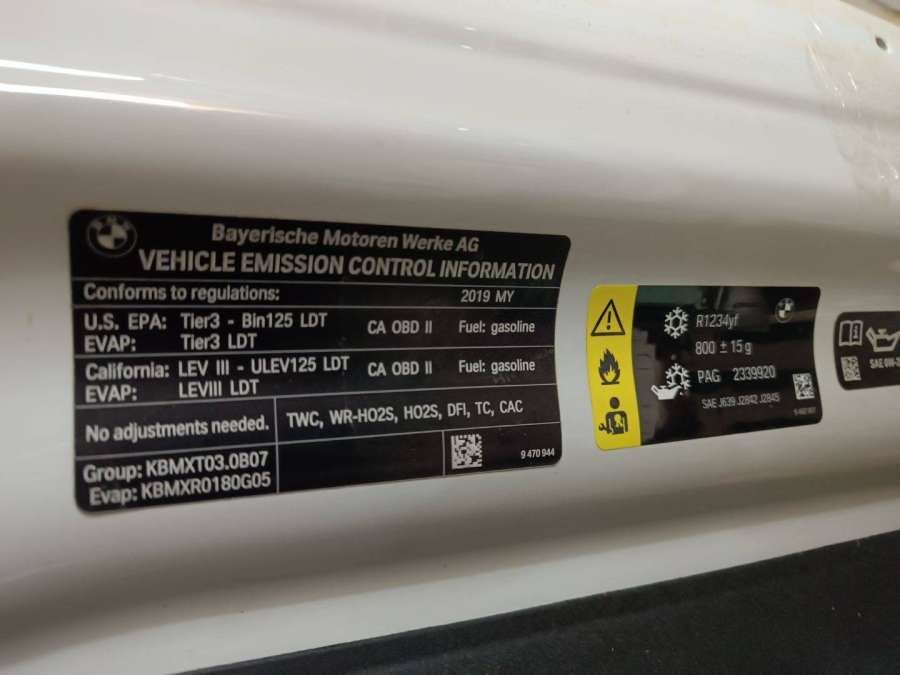 BMW
Bayerische Motoren Werke AG
VEHICLE EMISSION CONTROL INFORMATION
Conforms to regulations: 2019 MY
U.S. EPA: Tier3 - Bin125 LDT CA OBD II Fuel: gasoline
EVAP: Tier3 LDT
California: LEV III - ULEV125 LDT CA OBD II Fuel: gasoline
EVAP: LEVIII LDT
No adjustments needed. TWC, WR-HO2S, HO2S, DFI, TC, CAC
Group: KBMXT03.0B07
Evap: KBMXR0180G05
9 470 944
R1234yf
800 ± 15 g
PAG 2339920
SAE J639 J2842 J2845
SAE